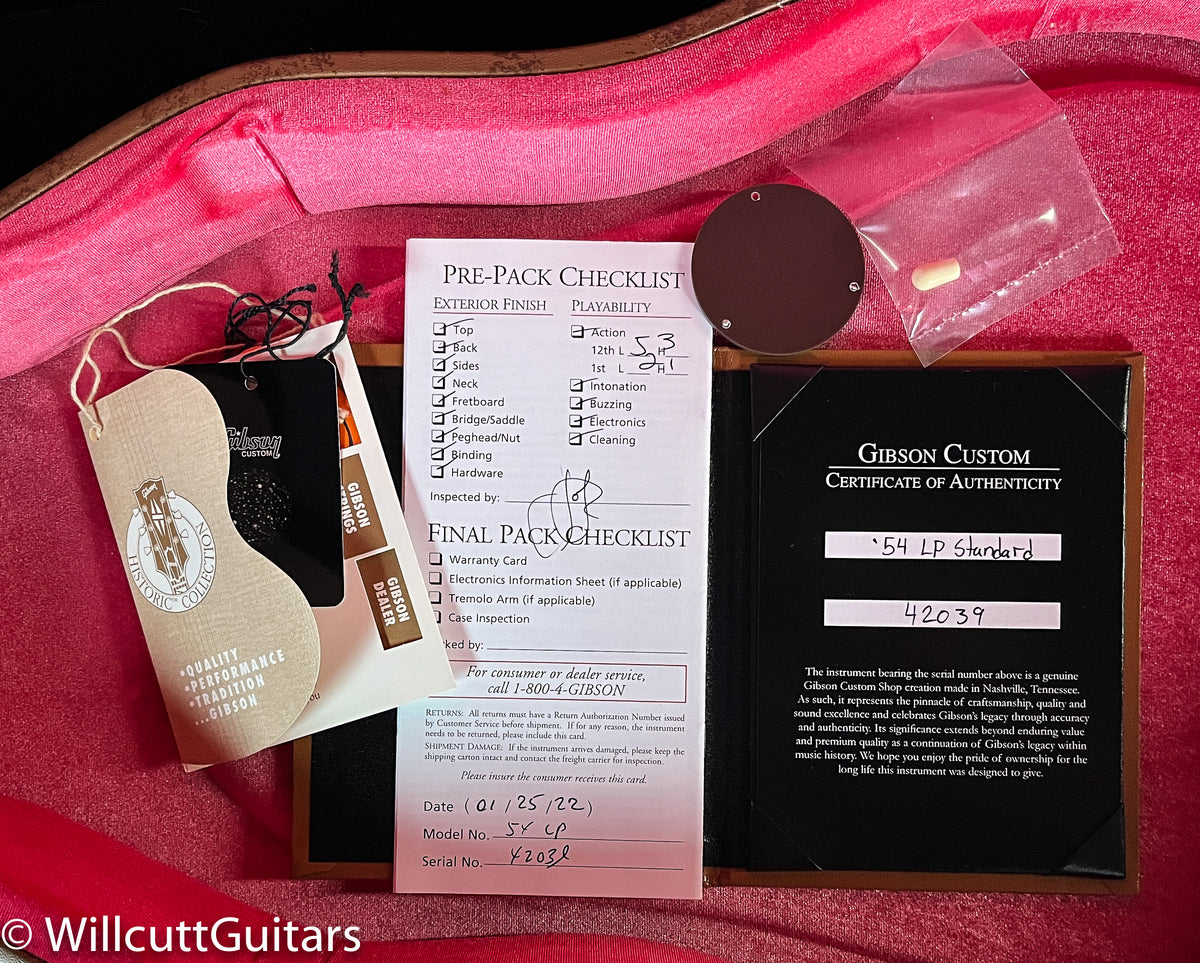 PRE-PACK CHECKLIST
EXTERIOR FINISH
Top
Back
Sides
Neck
Fretboard
Bridge/Saddle
Peghead/Nut
Binding
Hardware
PLAYABILITY
Action
12th L 5 H 3
1st L 2 H 1
Intonation
Buzzing
Electronics
Cleaning
Inspected by:
FINAL PACK CHECKLIST
Warranty Card
Electronics Information Sheet (if applicable)
Tremolo Arm (if applicable)
Case Inspection
ked by:
For consumer or dealer service,
call 1-800-4-GIBSON
RETURNS: All returns must have a Return Authorization Number issued
by Customer Service before shipment. If for any reason, the instrument
needs to be returned, please include this card.
SHIPMENT DAMAGE: If the instrument arrives damaged, please keep the
shipping carton intact and contact the freight carrier for inspection.
Please insure the consumer receives this card.
Date (01/25/22)
Model No. 54 LP
Serial No. 42039
GIBSON CUSTOM
CERTIFICATE OF AUTHENTICITY
'54 LP Standard
42039
The instrument bearing the serial number above is a genuine
Gibson Custom Shop creation made in Nashville, Tennessee.
As such, it represents the pinnacle of craftsmanship, quality and
sound excellence and celebrates Gibson's legacy through accuracy
and authenticity. Its significance extends beyond enduring value
and premium quality as a continuation of Gibson's legacy within
music history. We hope you enjoy the pride of ownership for the
long life this instrument was designed to give.
Gibson
CUSTOM
HISTORIC™ COLLECTION
•QUALITY
•PERFORMANCE
•TRADITION
...GIBSON
GIBSON
STRINGS
GIBSON
DEALER
OU
© WillcuttGuitars